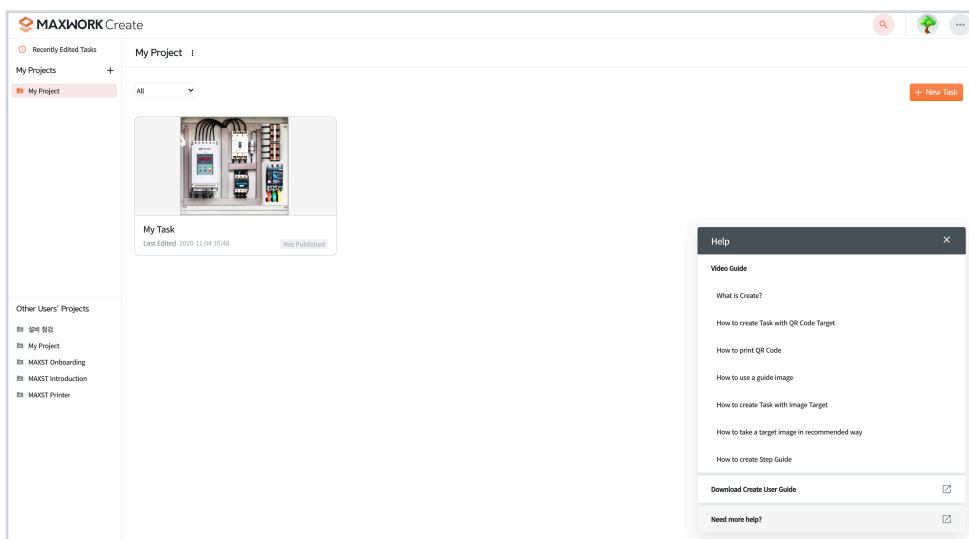 MAXWORK Create
Recently Edited Tasks
My Projects +
My Project
My Project
All
+ New Task
My Task
Last Edited 2020-11-04 10:48
Not Published
Other Users' Projects
설비 점검
My Project
MAXST Onboarding
MAXST Introduction
MAXST Printer
Help
Video Guide
What is Create?
How to create Task with QR Code Target
How to print QR Code
How to use a guide image
How to create Task with Image Target
How to take a target image in recommended way
How to create Step Guide
Download Create User Guide
Need more help?